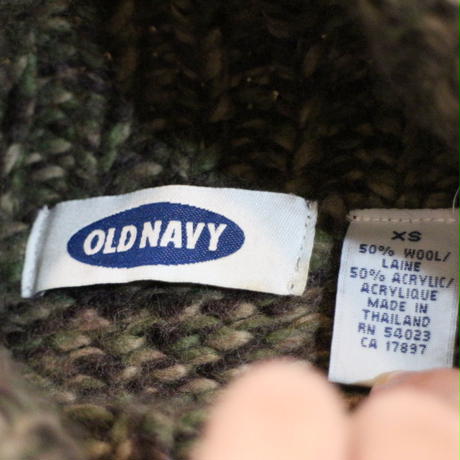 OLD NAVY
XS
50% WOOL/
LAINE
50% ACRYLIC/
ACRYLIQUE
MADE IN
THAILAND
RN 54023
CA 17897